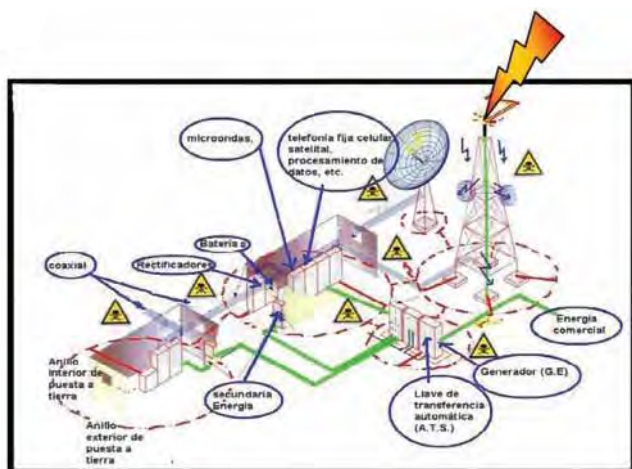 microondas,
telefonía fija celular
satelital,
procesamiento de
datos, etc.
Baterías
Rectificadores
coaxial
Energía
comercial
Generador (G.E)
Anillo
interior de
puesta a
tierra
secundaria
Energía
Llave de
transferencia
automática
(A.T.S.)
Anillo
exterior de
puesta a
tierra